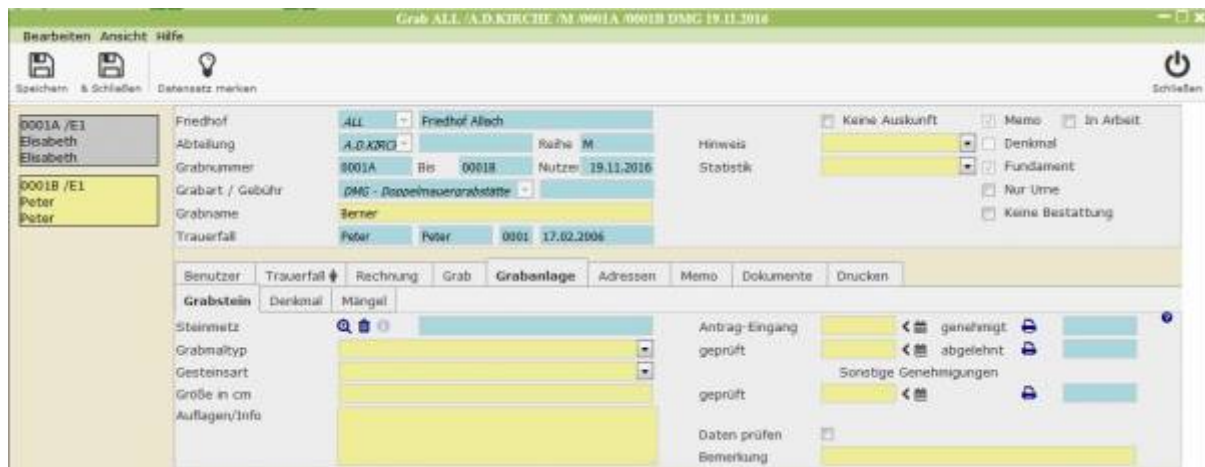 Grab ALL /A.D.KIRCHE /M /0001A /0001B DMG 19.11.2016
Bearbeiten Ansicht Hilfe
Speichern & Schließen Datensatz merken Schließen
0001A /E1
Elisabeth
Elisabeth
0001B /E1
Peter
Peter
Friedhof ALL Friedhof Allach Keine Auskunft Memo In Arbeit
Abteilung A.D.KIRC Reihe M Hinweis Denkmal
Grabnummer 0001A Bis 0001B Nutzer 19.11.2016 Statistik Fundament
Grabart / Gebühr DMG - Doppelmauergrabstätte Nur Urne
Grabname Berner Keine Bestattung
Trauerfall Peter Peter 0001 17.02.2006
Benutzer Trauerfall Rechnung Grab Grabanlage Adressen Memo Dokumente Drucken
Grabstein Denkmal Mängel
Steinmetz Antrag-Eingang genehmigt
Grabmaltyp geprüft abgelehnt
Gesteinsart Sonstige Genehmigungen
Größe in cm geprüft
Auflagen/Info
Daten prüfen
Bemerkung